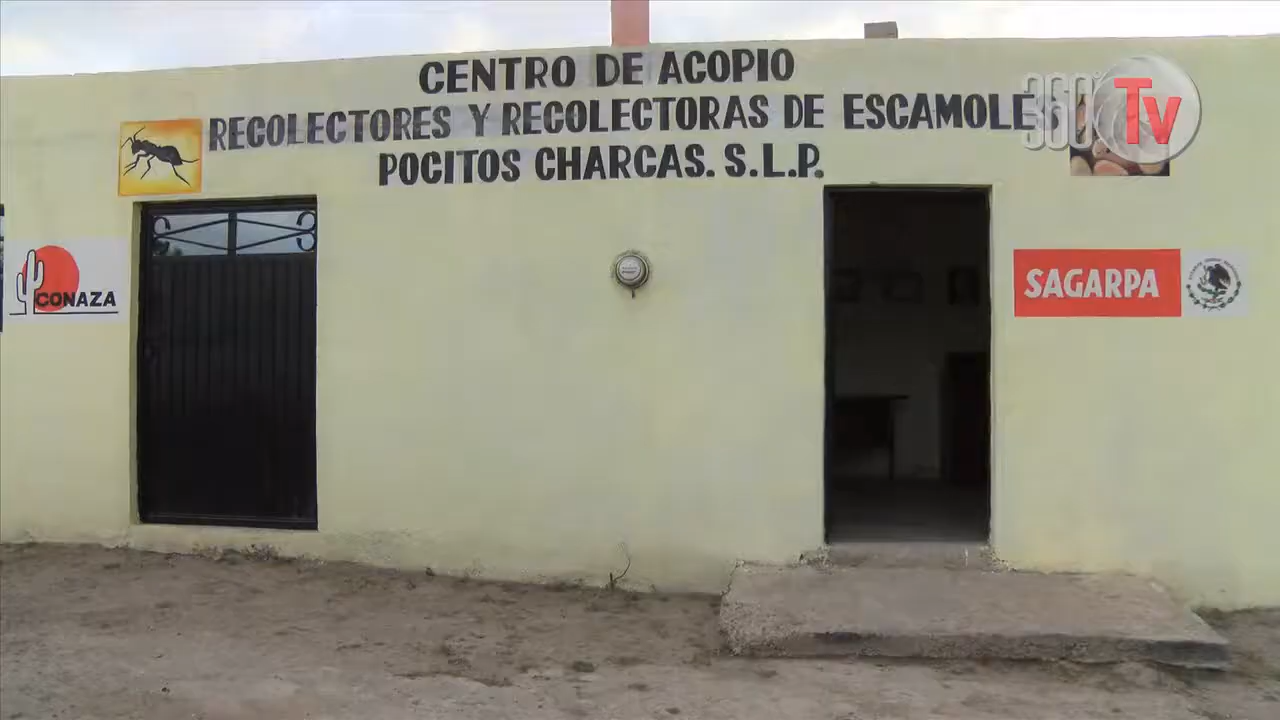 CENTRO DE ACOPIO
RECOLECTORES Y RECOLECTORAS DE ESCAMOLES
POCITOS CHARCAS. S.L.P.
360° Tv
CONAZA
SAGARPA